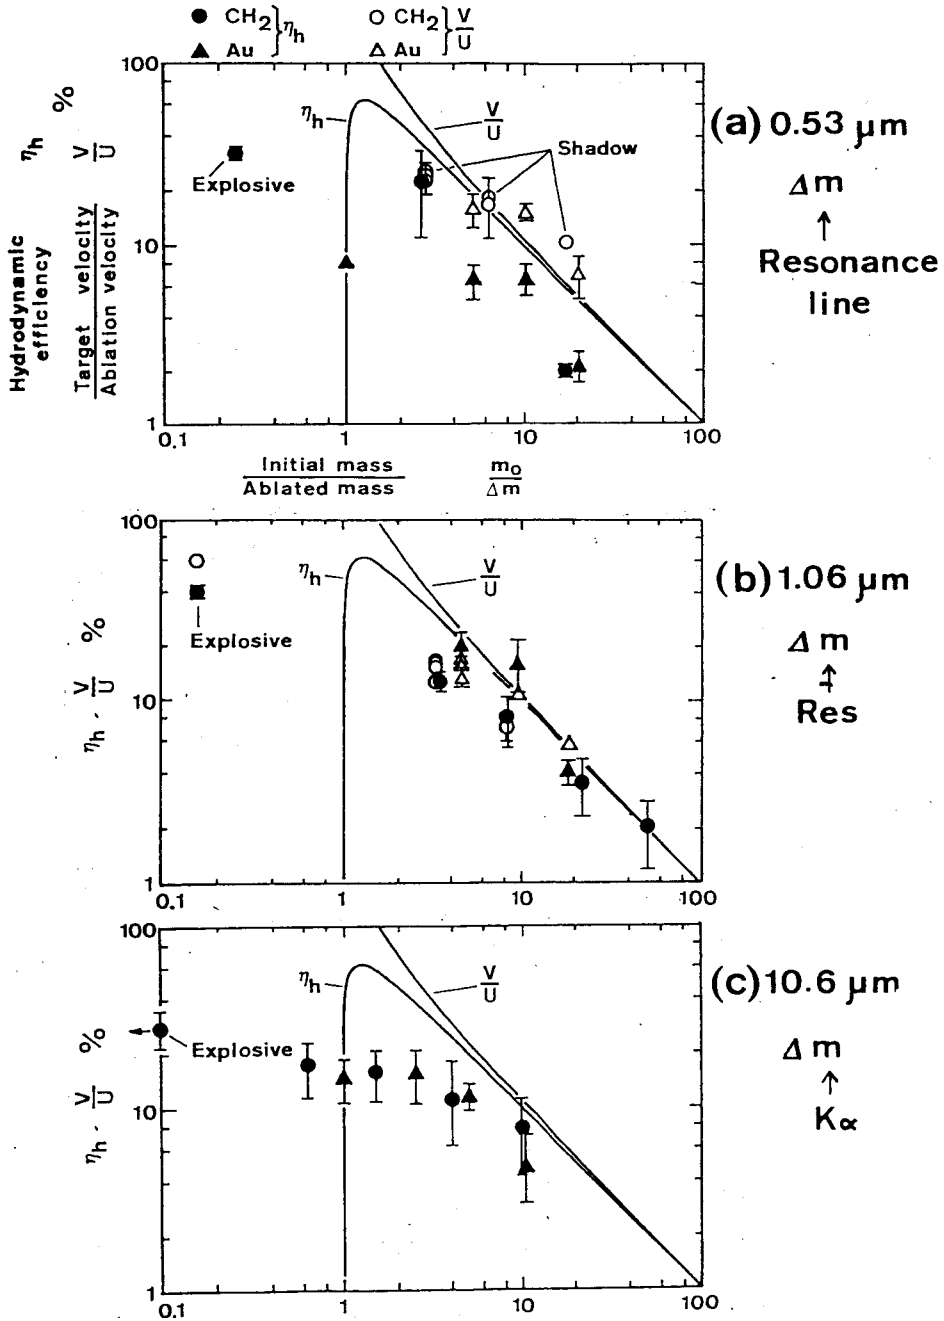 ● CH2 } ηh ○ CH2 } V/U
▲ Au △ Au
(a) 0.53 μm
Δm
↑
Resonance
line
Hydrodynamic efficiency ηh %
Target velocity / Ablation velocity V/U
100
10
1
0.1 1 10 100
ηh
V/U
Shadow
Explosive
Initial mass / Ablated mass m0/Δm
(b) 1.06 μm
Δm
↑
Res
ηh . V/U %
100
10
1
0.1 1 10 100
ηh
V/U
Explosive
(c) 10.6 μm
Δm
↑
Kα
ηh . V/U %
100
10
1
0.1 1 10 100
ηh
V/U
Explosive